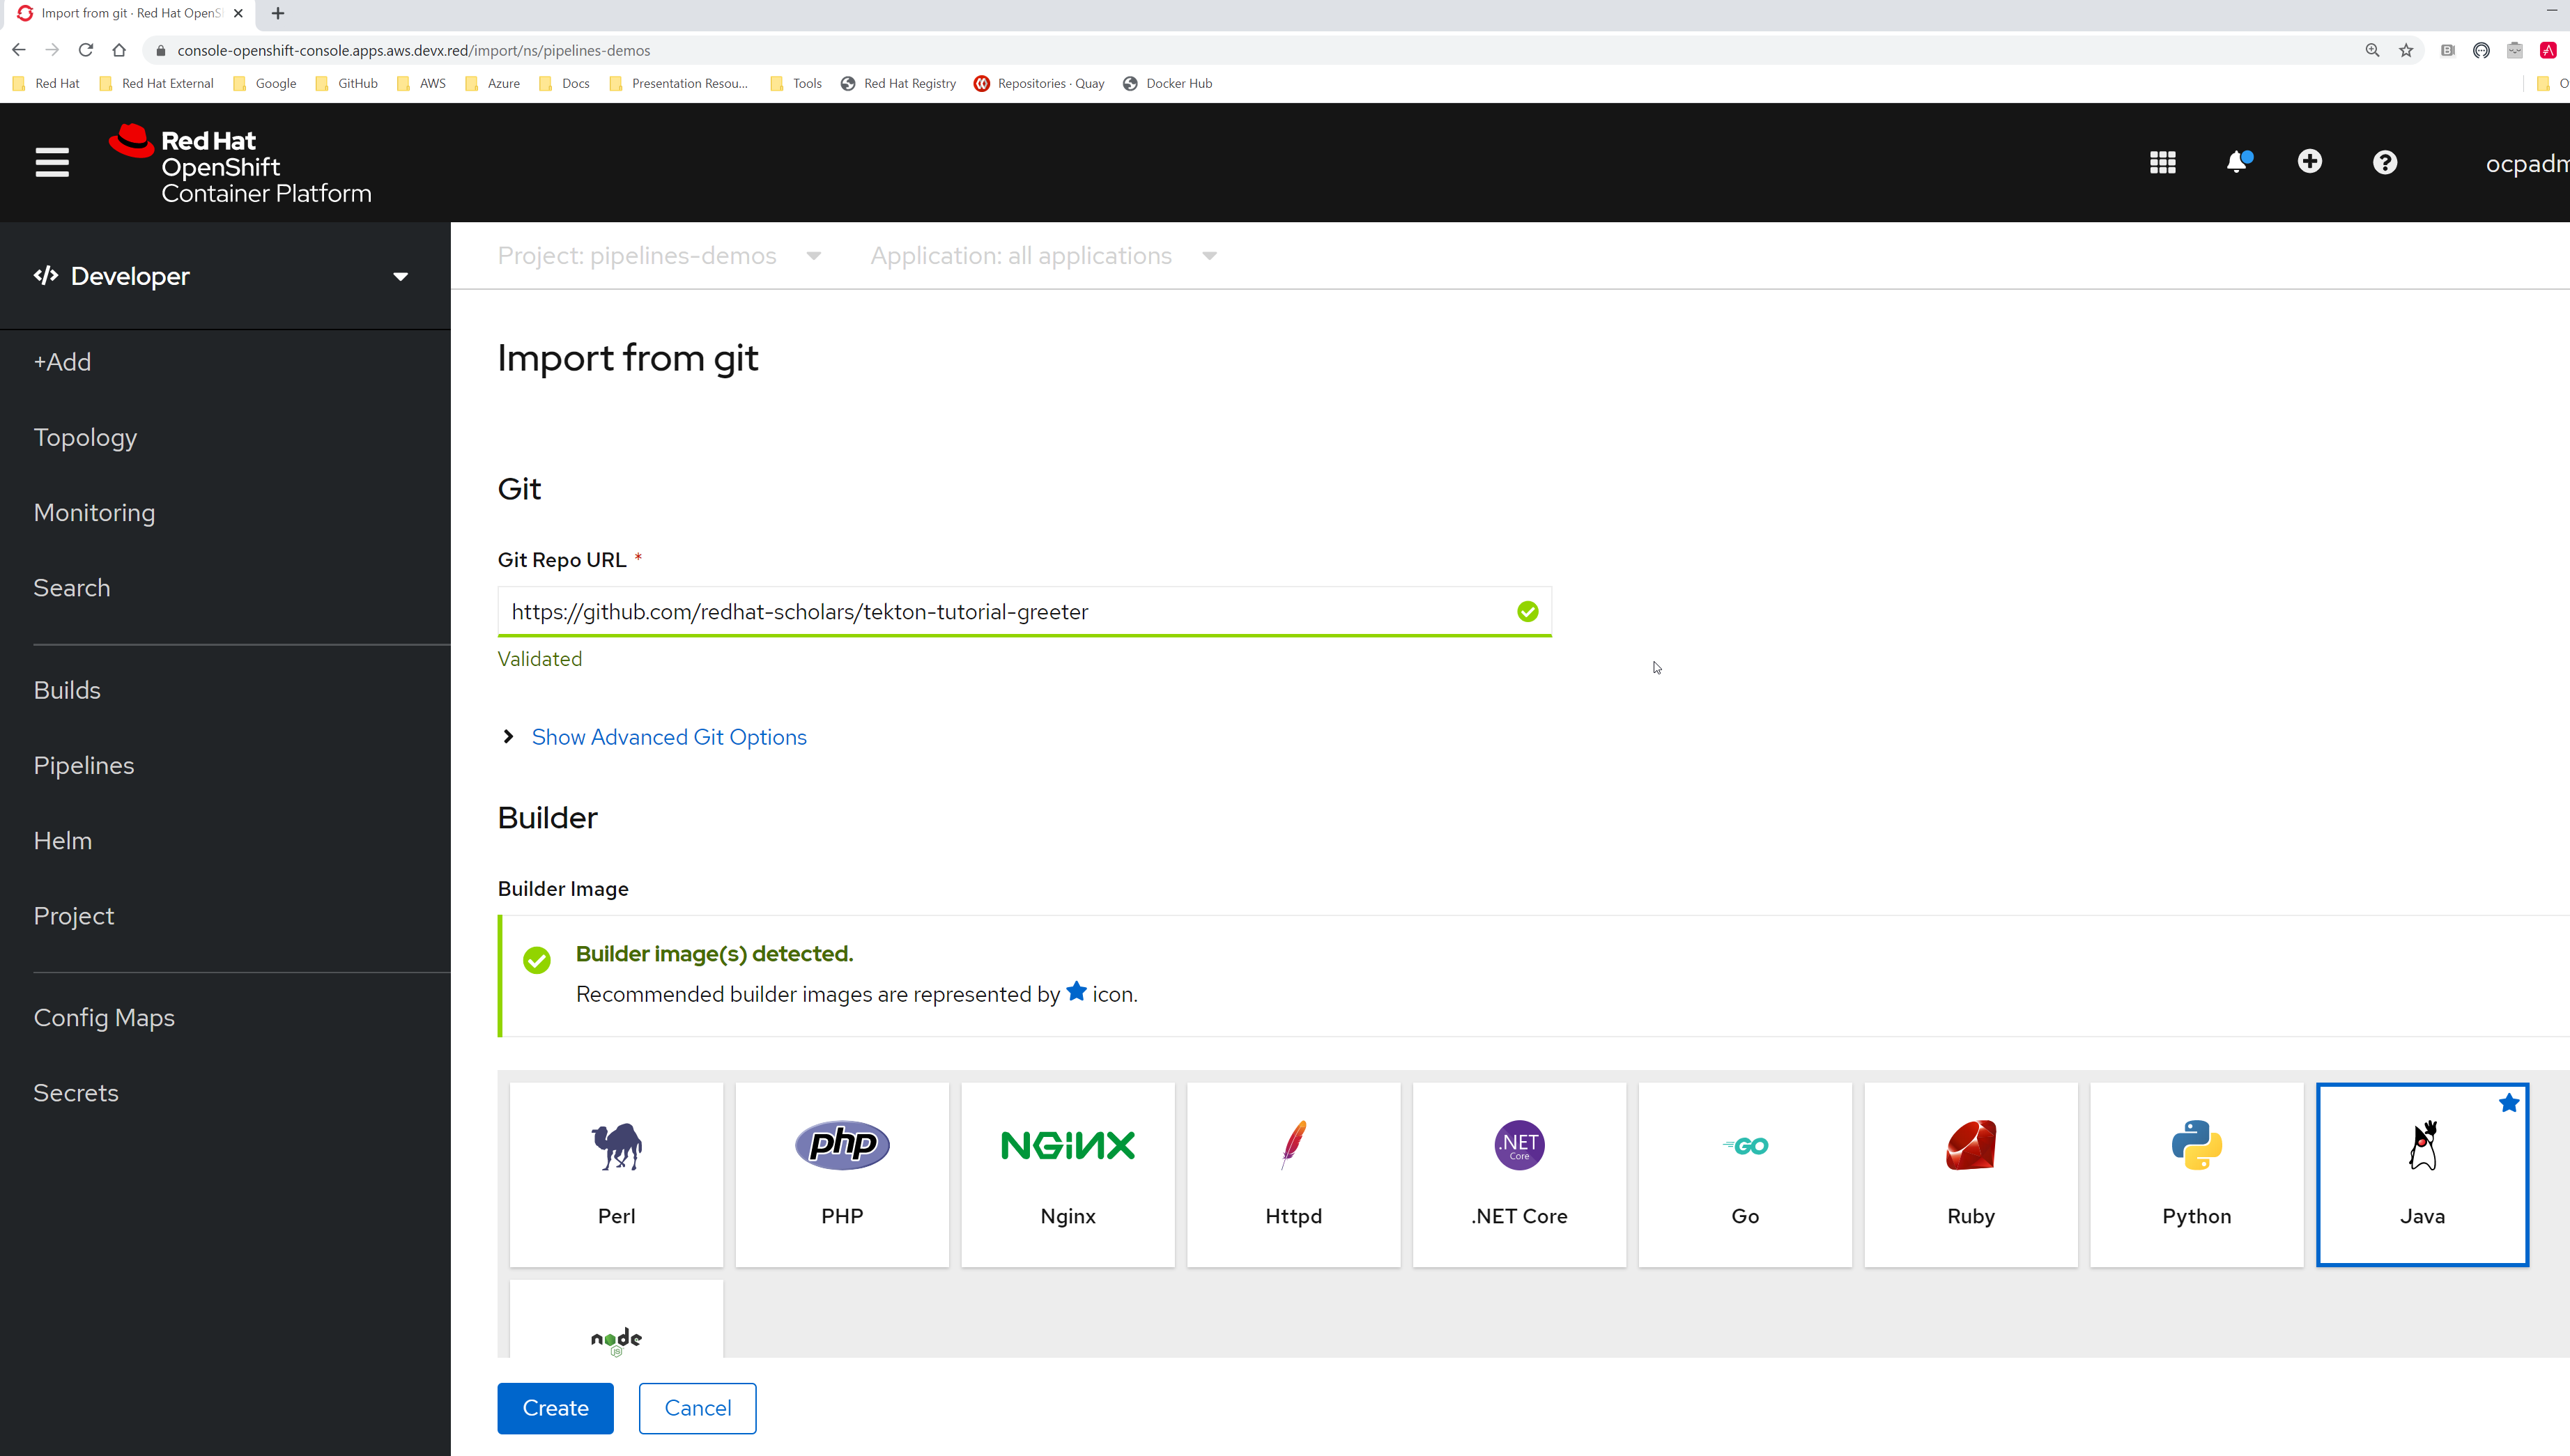 Import from git · Red Hat OpenS
console-openshift-console.apps.aws.devx.red/import/ns/pipelines-demos
Red Hat
Red Hat External
Google
GitHub
AWS
Azure
Docs
Presentation Resou...
Tools
Red Hat Registry
Repositories · Quay
Docker Hub
O
Red Hat
OpenShift
Container Platform
ocpadm
</> Developer
Project: pipelines-demos
Application: all applications
+Add
Topology
Monitoring
Search
Builds
Pipelines
Helm
Project
Config Maps
Secrets
Import from git
Git
Git Repo URL *
https://github.com/redhat-scholars/tekton-tutorial-greeter
Validated
Show Advanced Git Options
Builder
Builder Image
Builder image(s) detected.
Recommended builder images are represented by ★ icon.
php
NGINX
.NET
Core
GO
Perl
PHP
Nginx
Httpd
.NET Core
Go
Ruby
Python
Java
node
JS
Create
Cancel